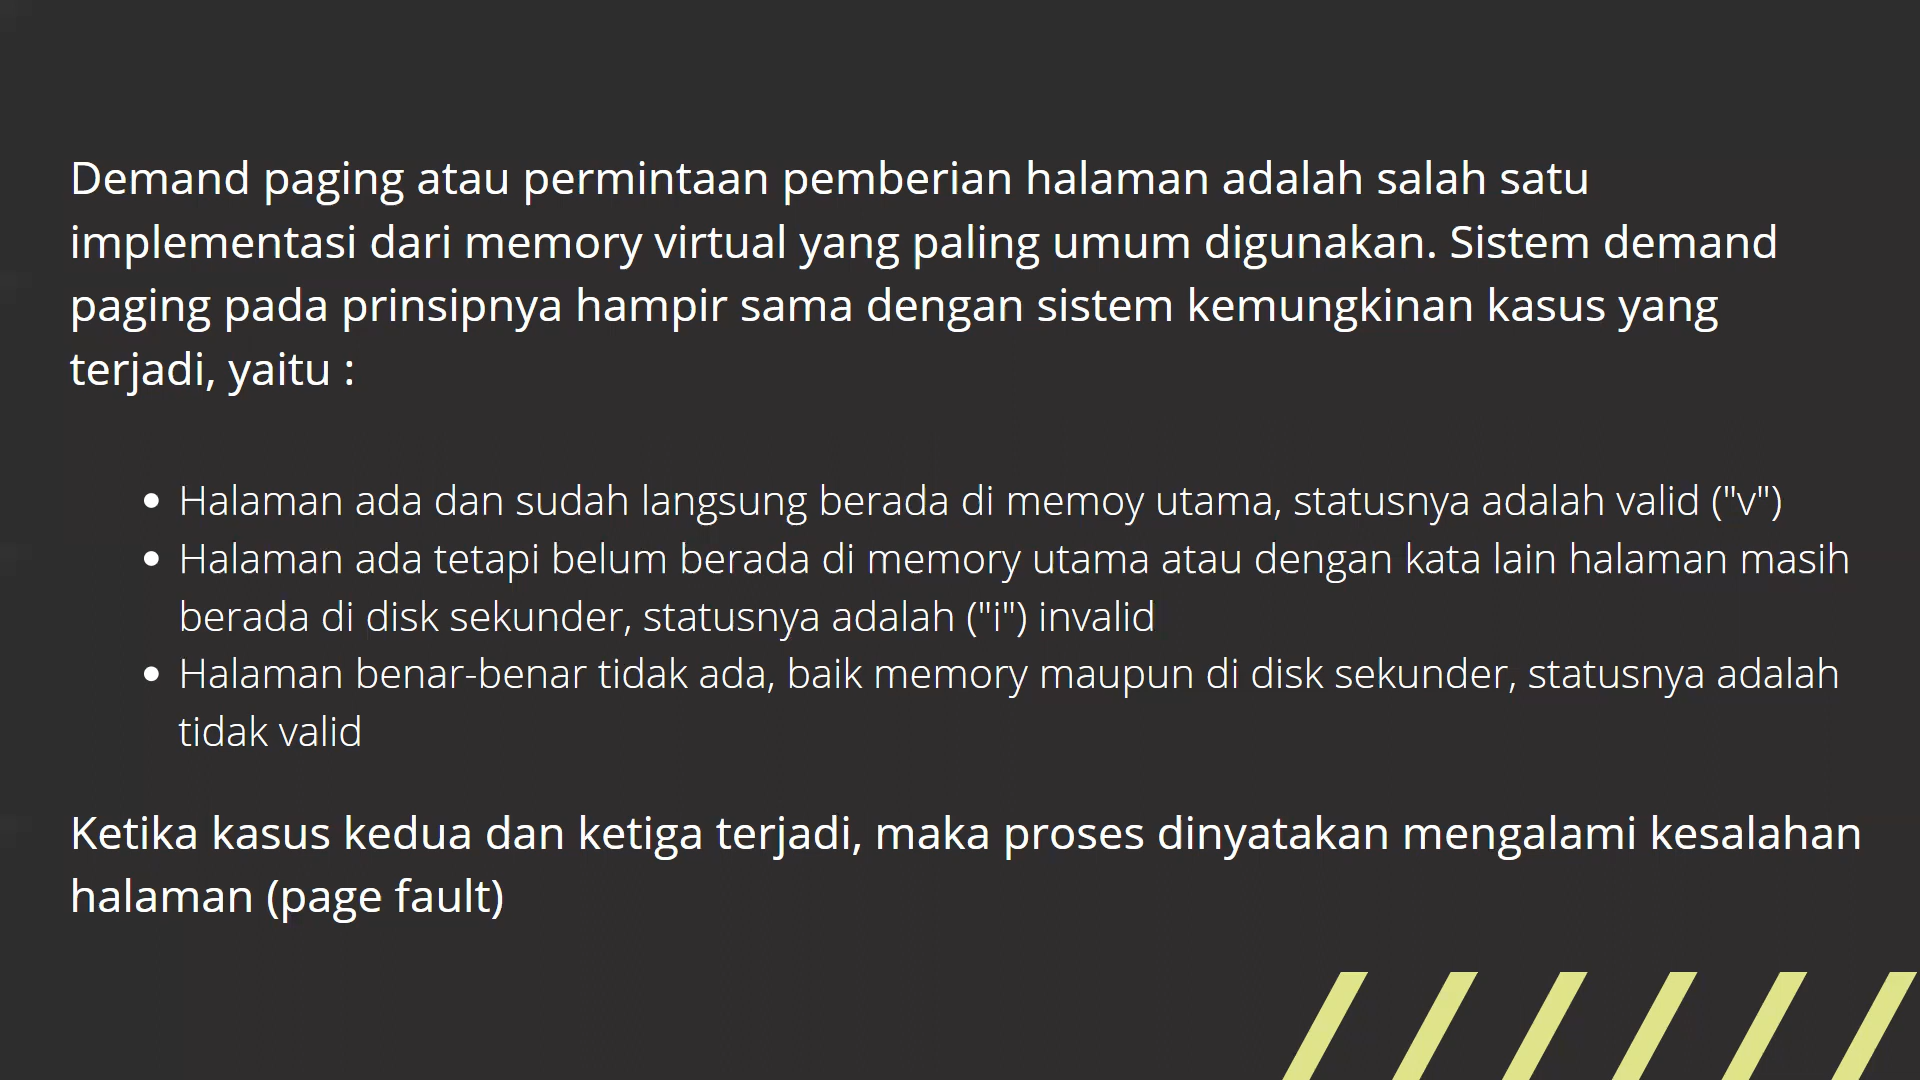 Demand paging atau permintaan pemberian halaman adalah salah satu
implementasi dari memory virtual yang paling umum digunakan. Sistem demand
paging pada prinsipnya hampir sama dengan sistem kemungkinan kasus yang
terjadi, yaitu :
• Halaman ada dan sudah langsung berada di memoy utama, statusnya adalah valid ("v")
• Halaman ada tetapi belum berada di memory utama atau dengan kata lain halaman masih
berada di disk sekunder, statusnya adalah ("i") invalid
• Halaman benar-benar tidak ada, baik memory maupun di disk sekunder, statusnya adalah
tidak valid
Ketika kasus kedua dan ketiga terjadi, maka proses dinyatakan mengalami kesalahan
halaman (page fault)